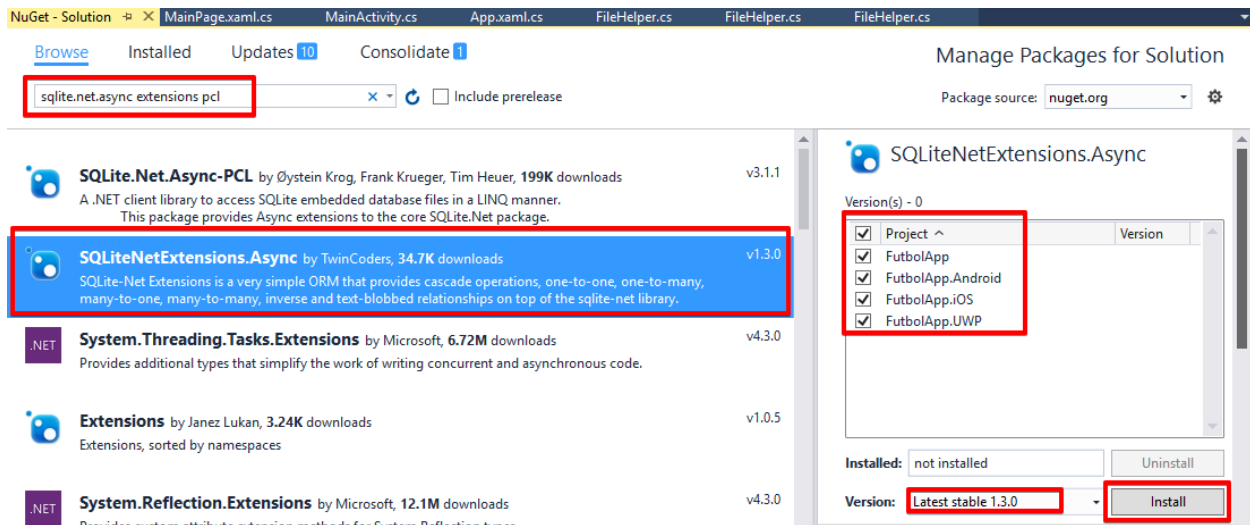 NuGet - Solution MainPage.xaml.cs MainActivity.cs App.xaml.cs FileHelper.cs FileHelper.cs FileHelper.cs
Browse Installed Updates 10 Consolidate 1
Manage Packages for Solution
sqlite.net.async extensions pcl
Include prerelease
Package source: nuget.org
SQLite.Net.Async-PCL by Øystein Krog, Frank Krueger, Tim Heuer, 199K downloads v3.1.1
A .NET client library to access SQLite embedded database files in a LINQ manner.
This package provides Async extensions to the core SQLite.Net package.
SQLiteNetExtensions.Async by TwinCoders, 34.7K downloads v1.3.0
SQLite-Net Extensions is a very simple ORM that provides cascade operations, one-to-one, one-to-many,
many-to-one, many-to-many, inverse and text-blobbed relationships on top of the sqlite-net library.
.NET
System.Threading.Tasks.Extensions by Microsoft, 6.72M downloads v4.3.0
Provides additional types that simplify the work of writing concurrent and asynchronous code.
Extensions by Janez Lukan, 3.24K downloads v1.0.5
Extensions, sorted by namespaces
.NET
System.Reflection.Extensions by Microsoft, 12.1M downloads v4.3.0
Provides custom attribute extension methods for System.Reflection types.
SQLiteNetExtensions.Async
Version(s) - 0
Project Version
FutbolApp
FutbolApp.Android
FutbolApp.iOS
FutbolApp.UWP
Installed: not installed Uninstall
Version: Latest stable 1.3.0 Install